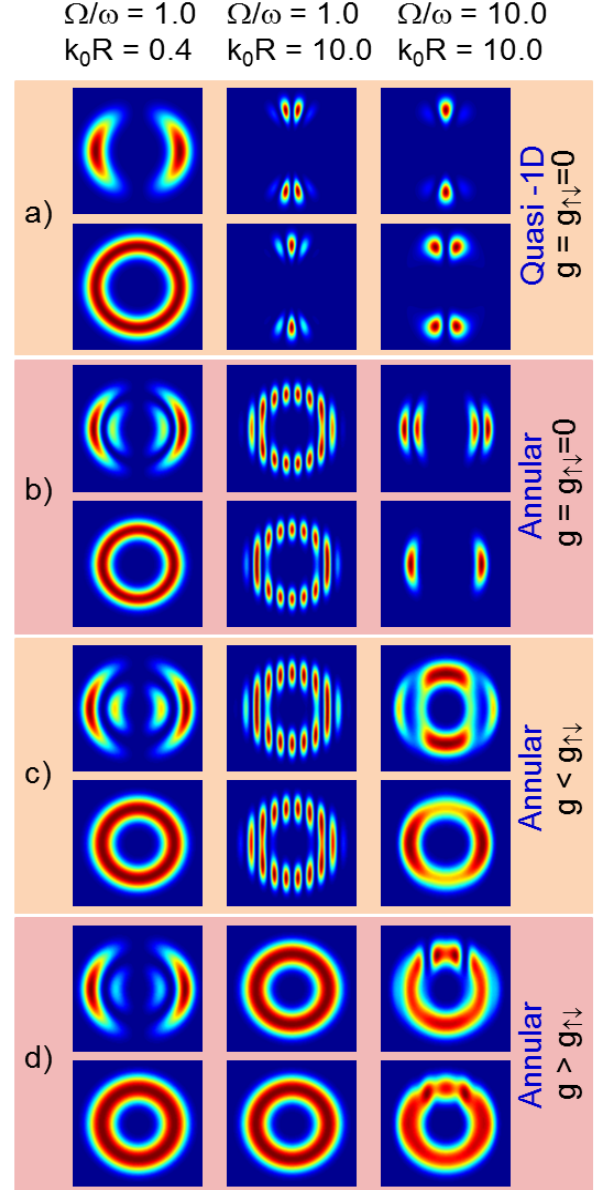 Ω/ω = 1.0 Ω/ω = 1.0 Ω/ω = 10.0
k₀R = 0.4 k₀R = 10.0 k₀R = 10.0
a)
Quasi -1D
g = g↑↓=0
b)
Annular
g = g↑↓=0
c)
Annular
g < g↑↓
d)
Annular
g > g↑↓